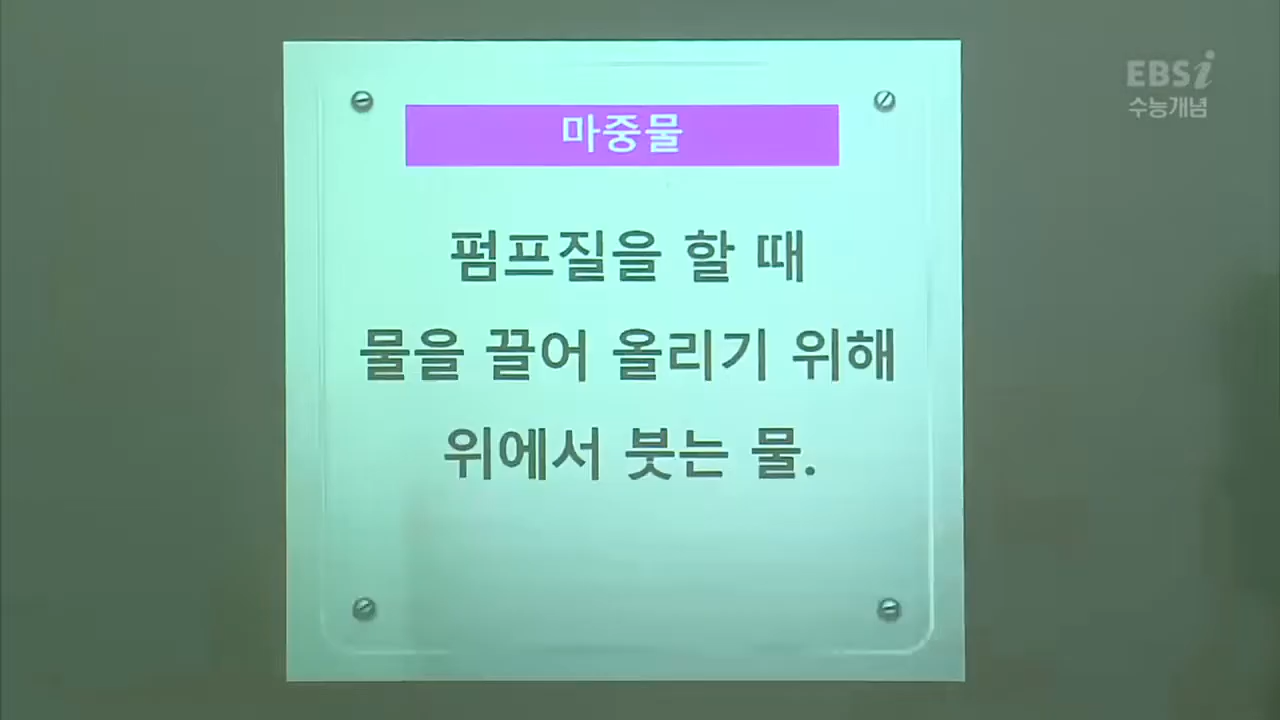 EBSi
수능개념
마중물
펌프질을 할 때
물을 끌어 올리기 위해
위에서 붓는 물.